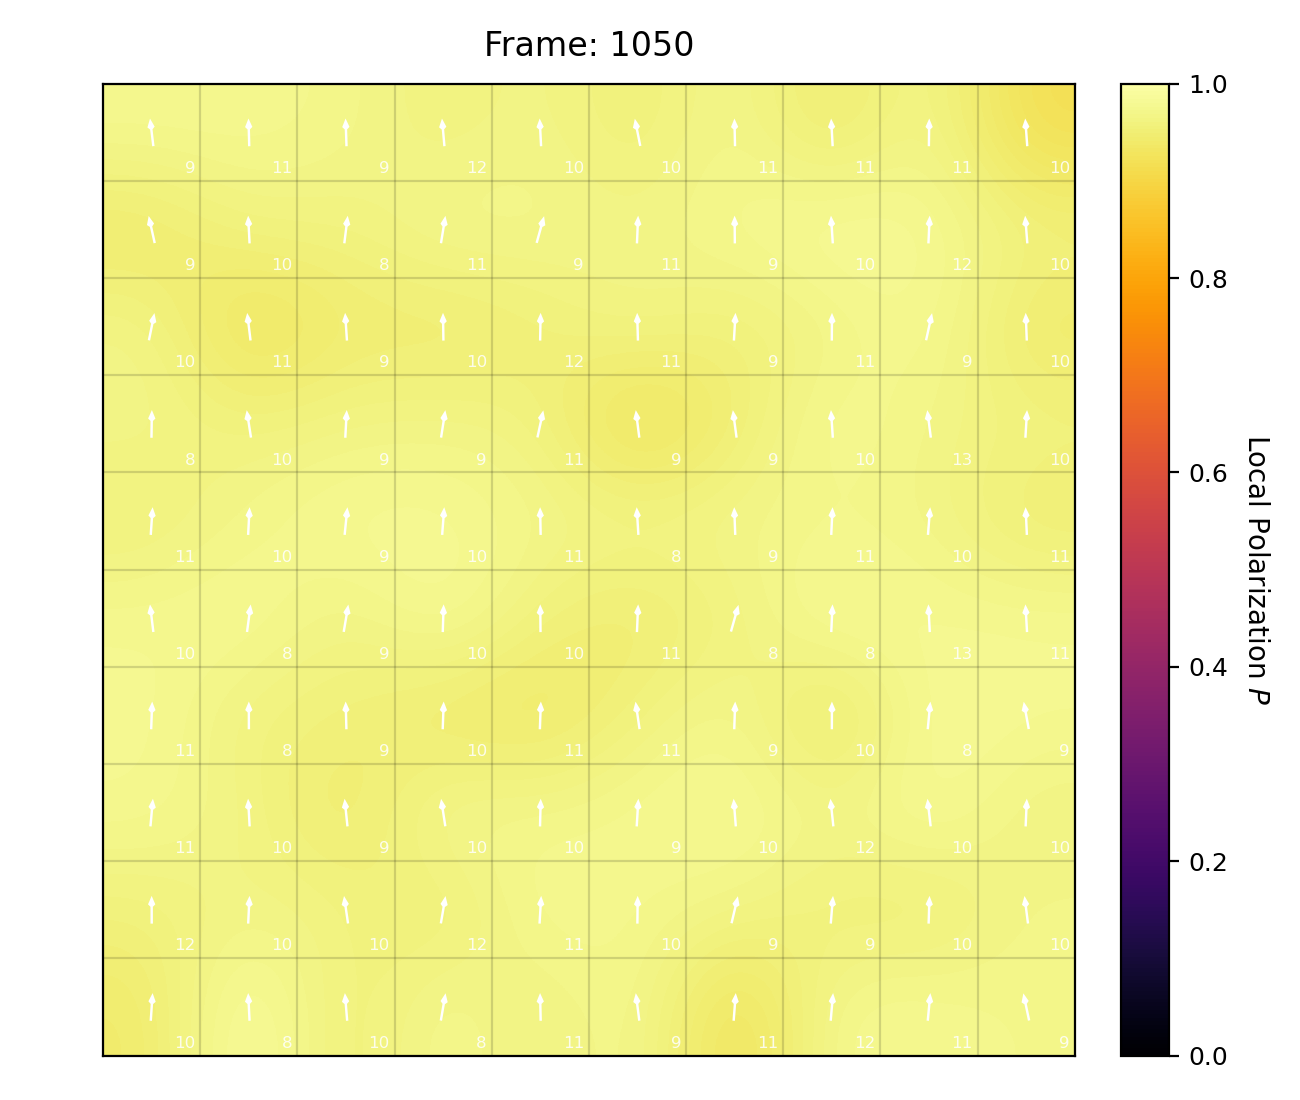 Frame: 1050
9 11 9 12 10 10 11 11 11 10
9 10 8 11 9 11 9 10 12 10
10 11 9 10 12 11 9 11 9 10
8 10 9 9 11 9 9 10 13 10
11 10 9 10 11 8 9 11 10 11
10 8 9 10 10 11 8 8 13 11
11 8 9 10 11 11 9 10 8 9
11 10 9 10 10 9 10 12 10 10
12 10 10 12 11 10 9 9 10 10
10 8 10 8 11 9 11 12 11 9
1.0
0.8
0.6
0.4
0.2
0.0
Local Polarization P